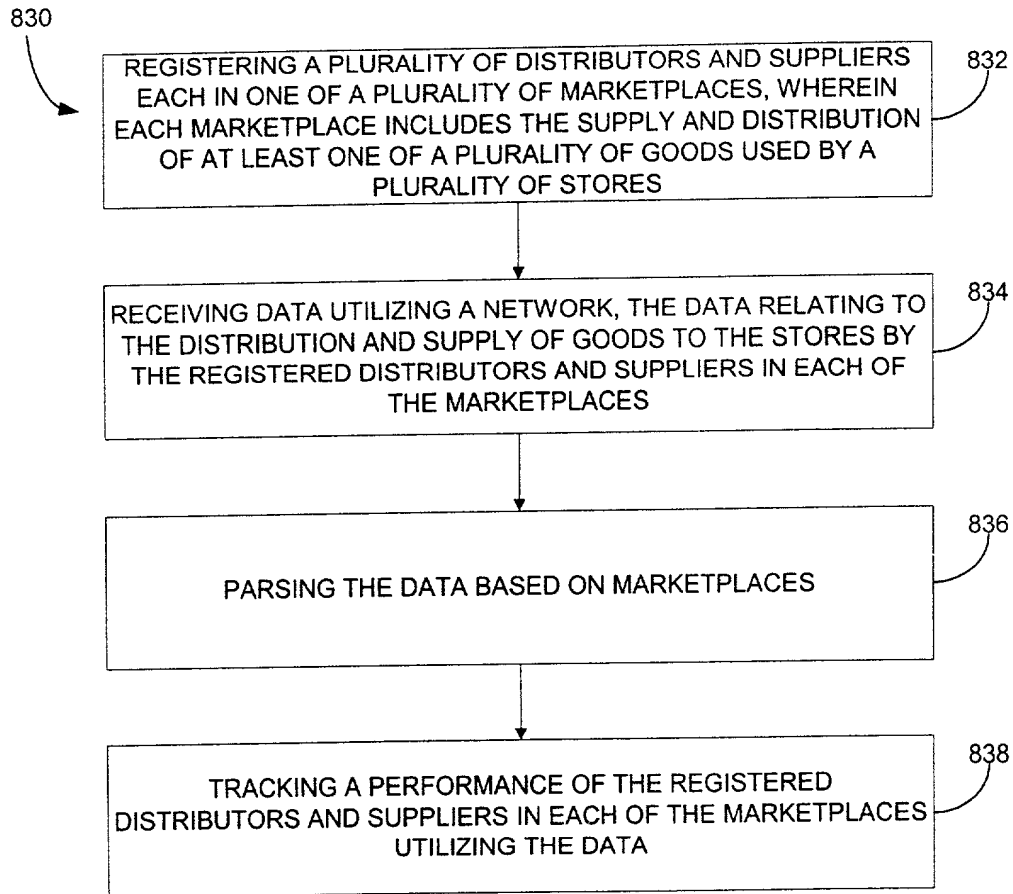 830
REGISTERING A PLURALITY OF DISTRIBUTORS AND SUPPLIERS
EACH IN ONE OF A PLURALITY OF MARKETPLACES, WHEREIN
EACH MARKETPLACE INCLUDES THE SUPPLY AND DISTRIBUTION
OF AT LEAST ONE OF A PLURALITY OF GOODS USED BY A
PLURALITY OF STORES
832
RECEIVING DATA UTILIZING A NETWORK, THE DATA RELATING TO
THE DISTRIBUTION AND SUPPLY OF GOODS TO THE STORES BY
THE REGISTERED DISTRIBUTORS AND SUPPLIERS IN EACH OF
THE MARKETPLACES
834
PARSING THE DATA BASED ON MARKETPLACES
836
TRACKING A PERFORMANCE OF THE REGISTERED
DISTRIBUTORS AND SUPPLIERS IN EACH OF THE MARKETPLACES
UTILIZING THE DATA
838